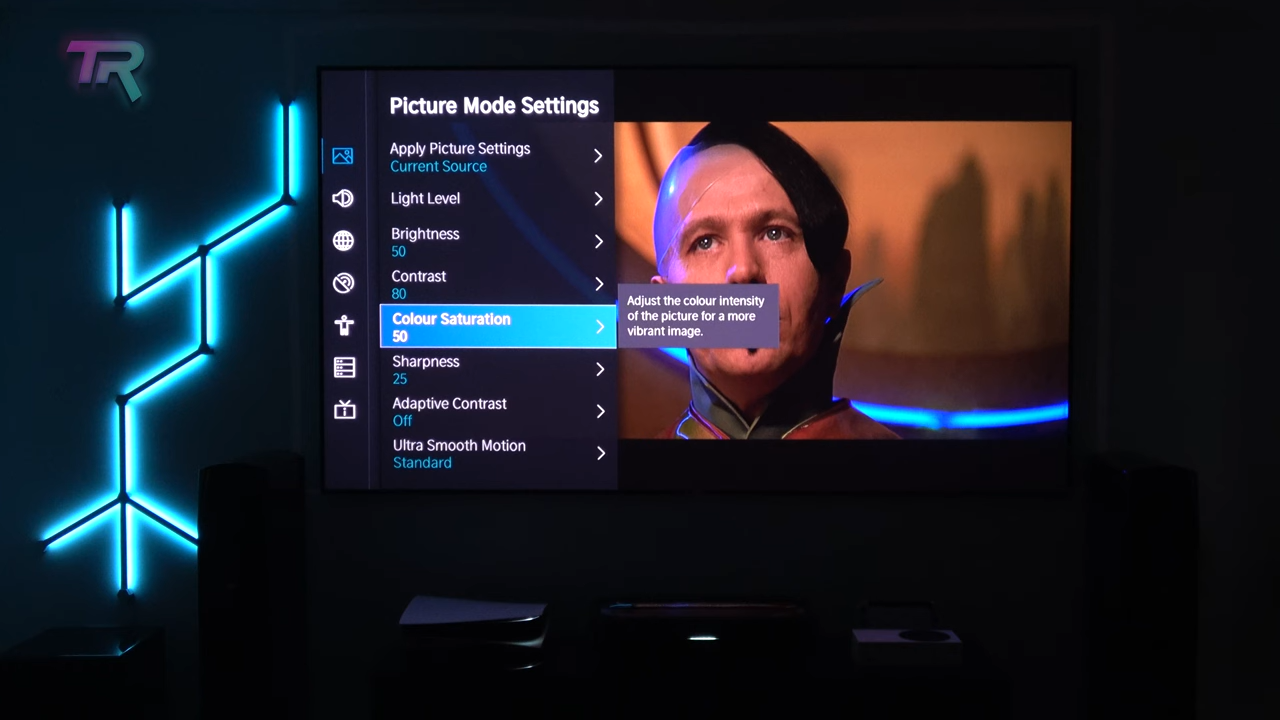 TR
Picture Mode Settings
Apply Picture Settings
Current Source
Light Level
Brightness
50
Contrast
80
Colour Saturation
50
Adjust the colour intensity
of the picture for a more
vibrant image.
Sharpness
25
Adaptive Contrast
Off
Ultra Smooth Motion
Standard